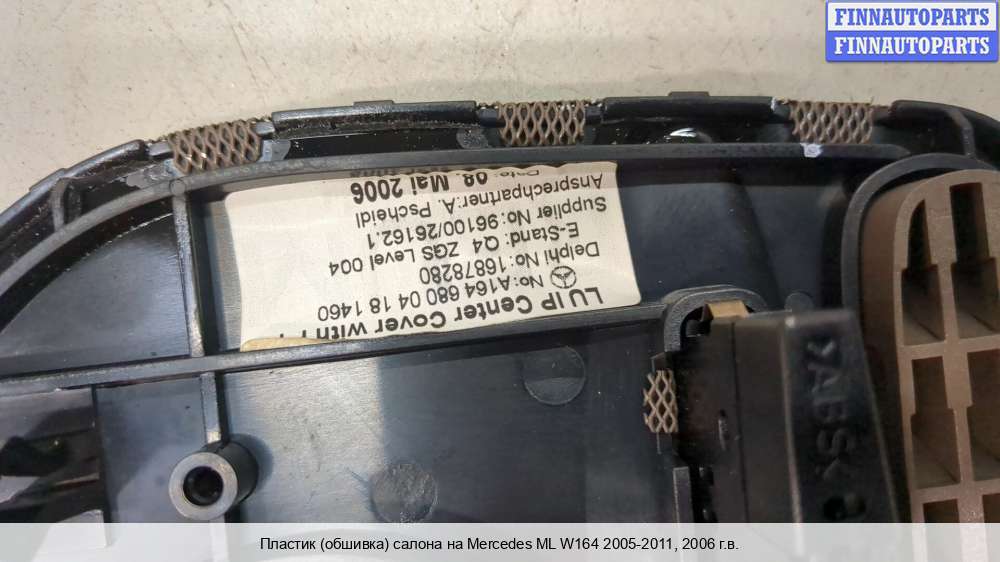 FINNAUTOPARTS
FINNAUTOPARTS
LU IP Center Cover with
No: A164 680 04 18 1460
Delphi No: 16878280
E-Stand: Q4 ZGS Level 004
Supplier No: 96100/26162.1
Ansprechpartner: A. Pscheidl
Date: 08. Mai 2006
>ABS<
Пластик (обшивка) салона на Mercedes ML W164 2005-2011, 2006 г.в.